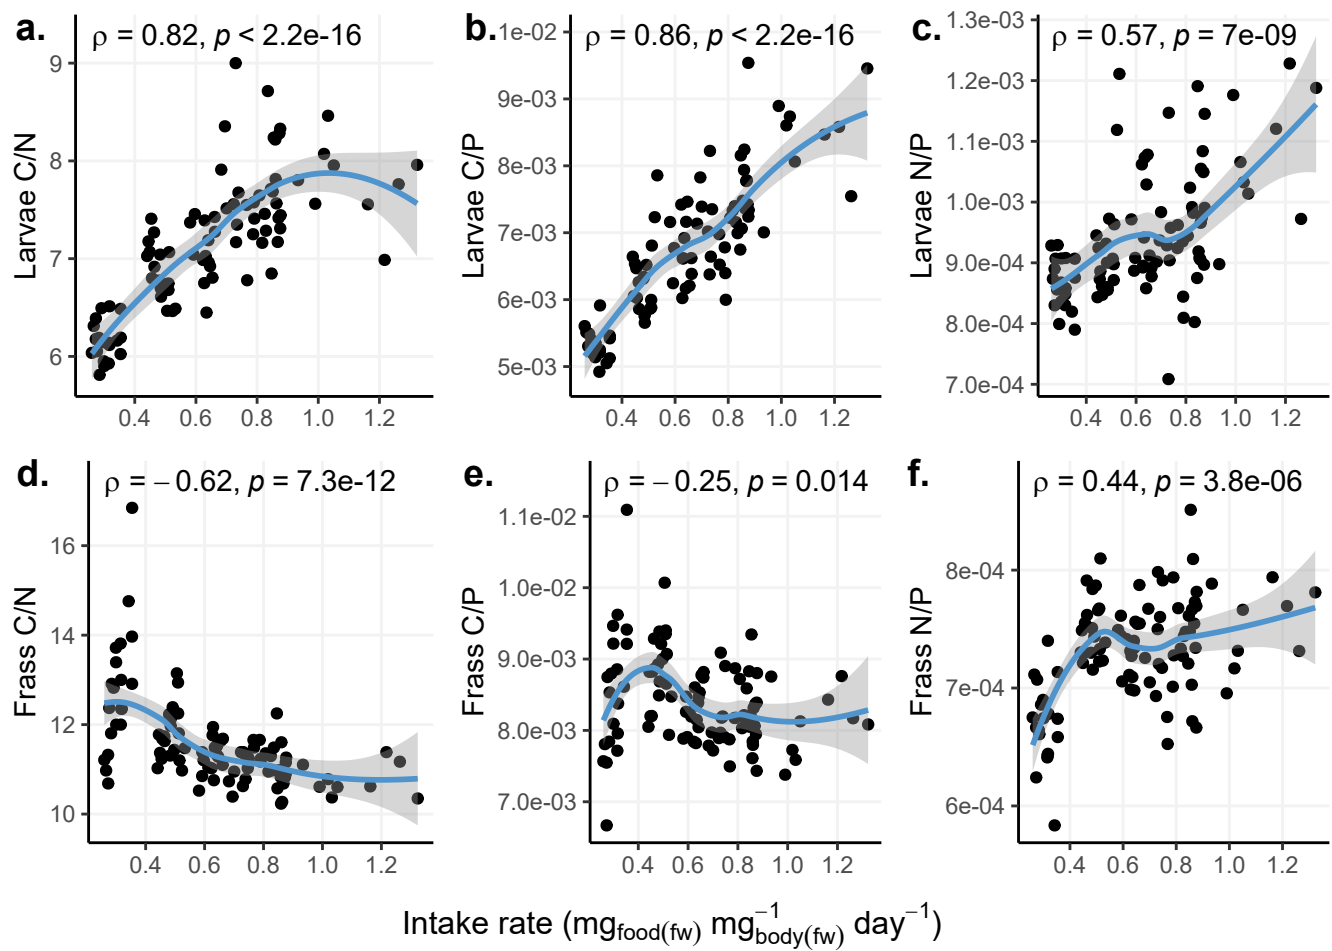 a.
ρ = 0.82, p < 2.2e-16
Larvae C/N
9
8
7
6
0.4 0.6 0.8 1.0 1.2
b.
ρ = 0.86, p < 2.2e-16
Larvae C/P
1e-02
9e-03
8e-03
7e-03
6e-03
5e-03
0.4 0.6 0.8 1.0 1.2
c.
ρ = 0.57, p = 7e-09
Larvae N/P
1.3e-03
1.2e-03
1.1e-03
1.0e-03
9.0e-04
8.0e-04
7.0e-04
0.4 0.6 0.8 1.0 1.2
d.
ρ = − 0.62, p = 7.3e-12
Frass C/N
16
14
12
10
0.4 0.6 0.8 1.0 1.2
e.
ρ = − 0.25, p = 0.014
Frass C/P
1.1e-02
1.0e-02
9.0e-03
8.0e-03
7.0e-03
0.4 0.6 0.8 1.0 1.2
f.
ρ = 0.44, p = 3.8e-06
Frass N/P
8e-04
7e-04
6e-04
0.4 0.6 0.8 1.0 1.2
Intake rate (mg_food(fw) mg_body(fw)^−1 day^−1)